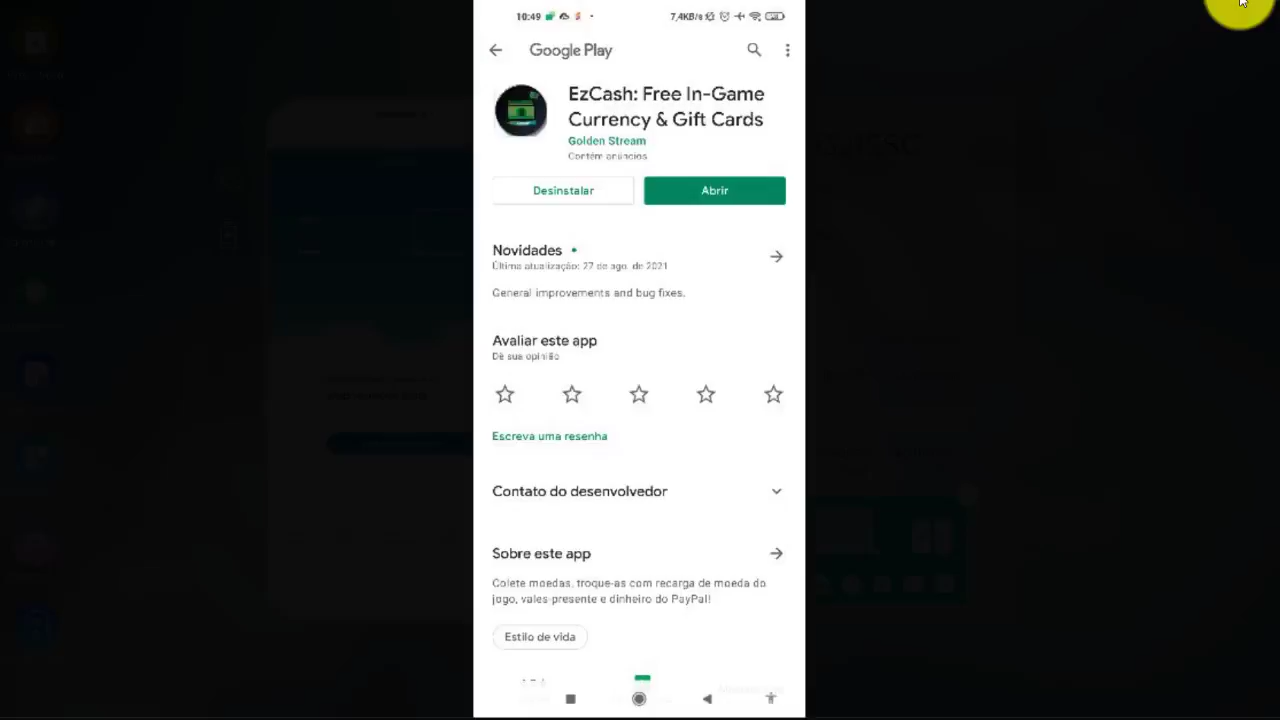 10:49
7,4KB/s
Google Play
EzCash: Free In-Game
Currency & Gift Cards
Golden Stream
Contém anúncios
Desinstalar
Abrir
Novidades
Última atualização: 27 de ago. de 2021
General improvements and bug fixes.
Avaliar este app
Dê sua opinião
Escreva uma resenha
Contato do desenvolvedor
Sobre este app
Colete moedas, troque-as com recarga de moeda do
jogo, vales-presente e dinheiro do PayPal!
Estilo de vida